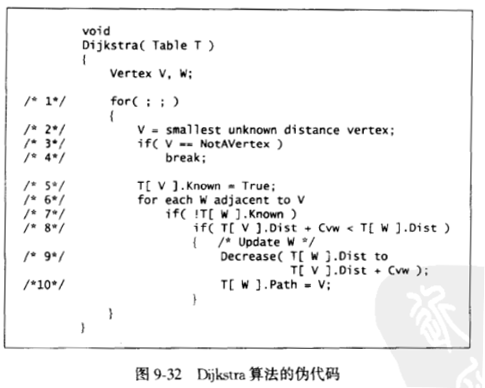 void
Dijkstra( Table T )
{
Vertex V, W;
/* 1*/ for( ; ; )
{
/* 2*/ V = smallest unknown distance vertex;
/* 3*/ if( V == NotAVertex )
/* 4*/ break;
/* 5*/ T[ V ].Known = True;
/* 6*/ for each W adjacent to V
/* 7*/ if( !T[ W ].Known )
/* 8*/ if( T[ V ].Dist + Cvw < T[ W ].Dist )
{ /* Update W */
/* 9*/ Decrease( T[ W ].Dist to
T[ V ].Dist + Cvw );
/*10*/ T[ W ].Path = V;
}
}
}
图 9-32 Dijkstra 算法的伪代码